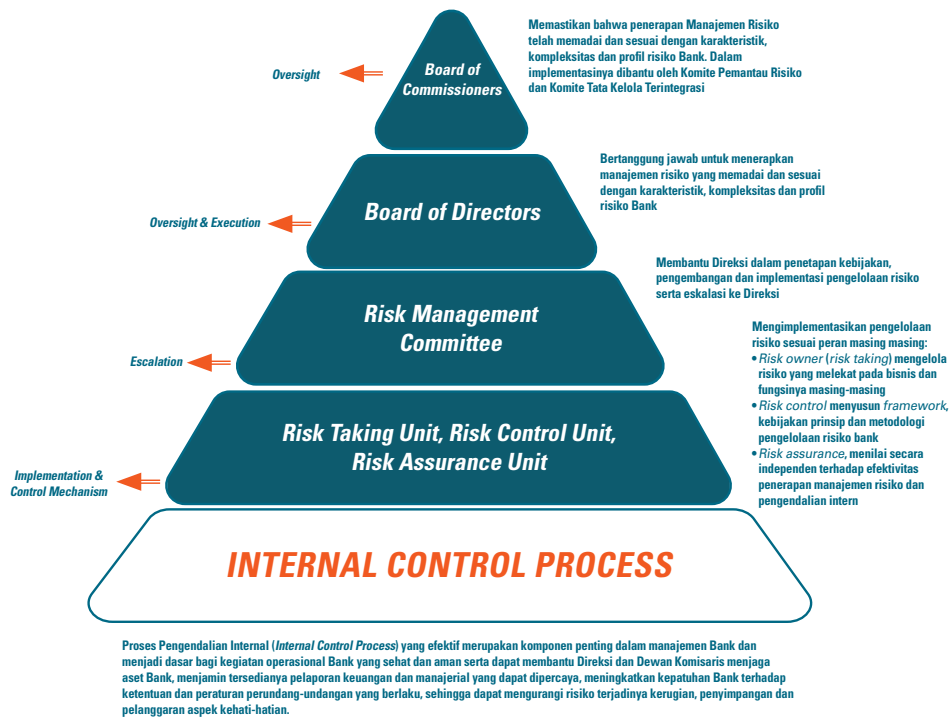 Memastikan bahwa penerapan Manajemen Risiko
telah memadai dan sesuai dengan karakteristik,
kompleksitas dan profil risiko Bank. Dalam
implementasinya dibantu oleh Komite Pemantau Risiko
dan Komite Tata Kelola Terintegrasi
Oversight
Board of
Commissioners
Bertanggung jawab untuk menerapkan
manajemen risiko yang memadai dan sesuai
dengan karakteristik, kompleksitas dan profil
risiko Bank
Oversight & Execution
Board of Directors
Membantu Direksi dalam penetapan kebijakan,
pengembangan dan implementasi pengelolaan risiko
serta eskalasi ke Direksi
Escalation
Risk Management
Committee
Mengimplementasikan pengelolaan
risiko sesuai peran masing masing:
• Risk owner (risk taking) mengelola
risiko yang melekat pada bisnis dan
fungsinya masing-masing
• Risk control menyusun framework,
kebijakan prinsip dan metodologi
pengelolaan risiko bank
• Risk assurance, menilai secara
independen terhadap efektivitas
penerapan manajemen risiko dan
pengendalian intern
Implementation &
Control Mechanism
Risk Taking Unit, Risk Control Unit,
Risk Assurance Unit
INTERNAL CONTROL PROCESS
Proses Pengendalian Internal (Internal Control Process) yang efektif merupakan komponen penting dalam manajemen Bank dan
menjadi dasar bagi kegiatan operasional Bank yang sehat dan aman serta dapat membantu Direksi dan Dewan Komisaris menjaga
aset Bank, menjamin tersedianya pelaporan keuangan dan manajerial yang dapat dipercaya, meningkatkan kepatuhan Bank terhadap
ketentuan dan peraturan perundang-undangan yang berlaku, sehingga dapat mengurangi risiko terjadinya kerugian, penyimpangan dan
pelanggaran aspek kehati-hatian.